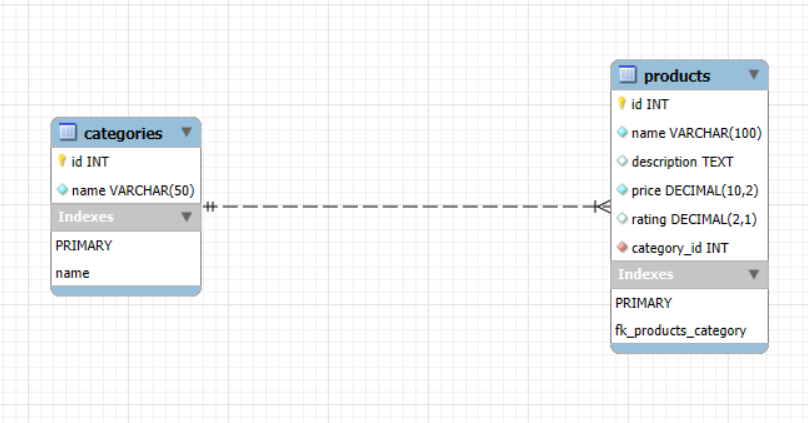 categories
id INT
name VARCHAR(50)
Indexes
PRIMARY
name
products
id INT
name VARCHAR(100)
description TEXT
price DECIMAL(10,2)
rating DECIMAL(2,1)
category_id INT
Indexes
PRIMARY
fk_products_category